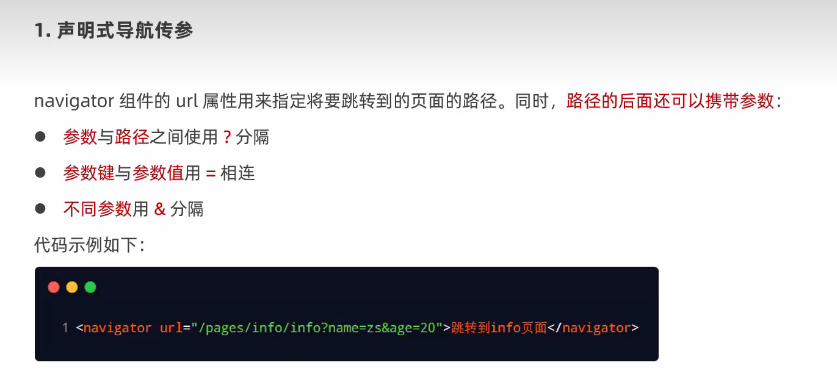 1. 声明式导航传参
navigator 组件的 url 属性用来指定将要跳转到的页面的路径。同时，路径的后面还可以携带参数：
● 参数与路径之间使用 ? 分隔
● 参数键与参数值用 = 相连
● 不同参数用 & 分隔
代码示例如下：
1 <navigator url="/pages/info/info?name=zs&age=20">跳转到info页面</navigator>